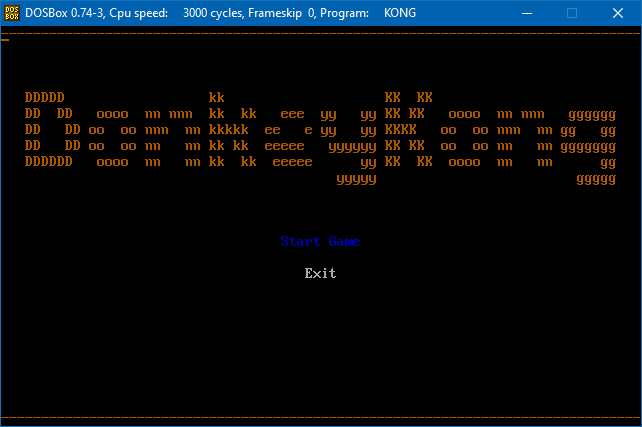 DOS BOX DOSBox 0.74-3, Cpu speed: 3000 cycles, Frameskip 0, Program: KONG
DDDDD kk KK KK
DD DD oooo nn nnn kk kk eee yy yy KK KK oooo nn nnn gggggg
DD DD oo oo nnn nn kkkkk ee e yy yy KKKK oo oo nnn nn gg gg
DD DD oo oo nn nn kk kk eeeee yyyyyy KK KK oo oo nn nn ggggggg
DDDDDD oooo nn nn kk kk eeeee yy KK KK oooo nn nn gg
yyyyy ggggg
Start Game
Exit